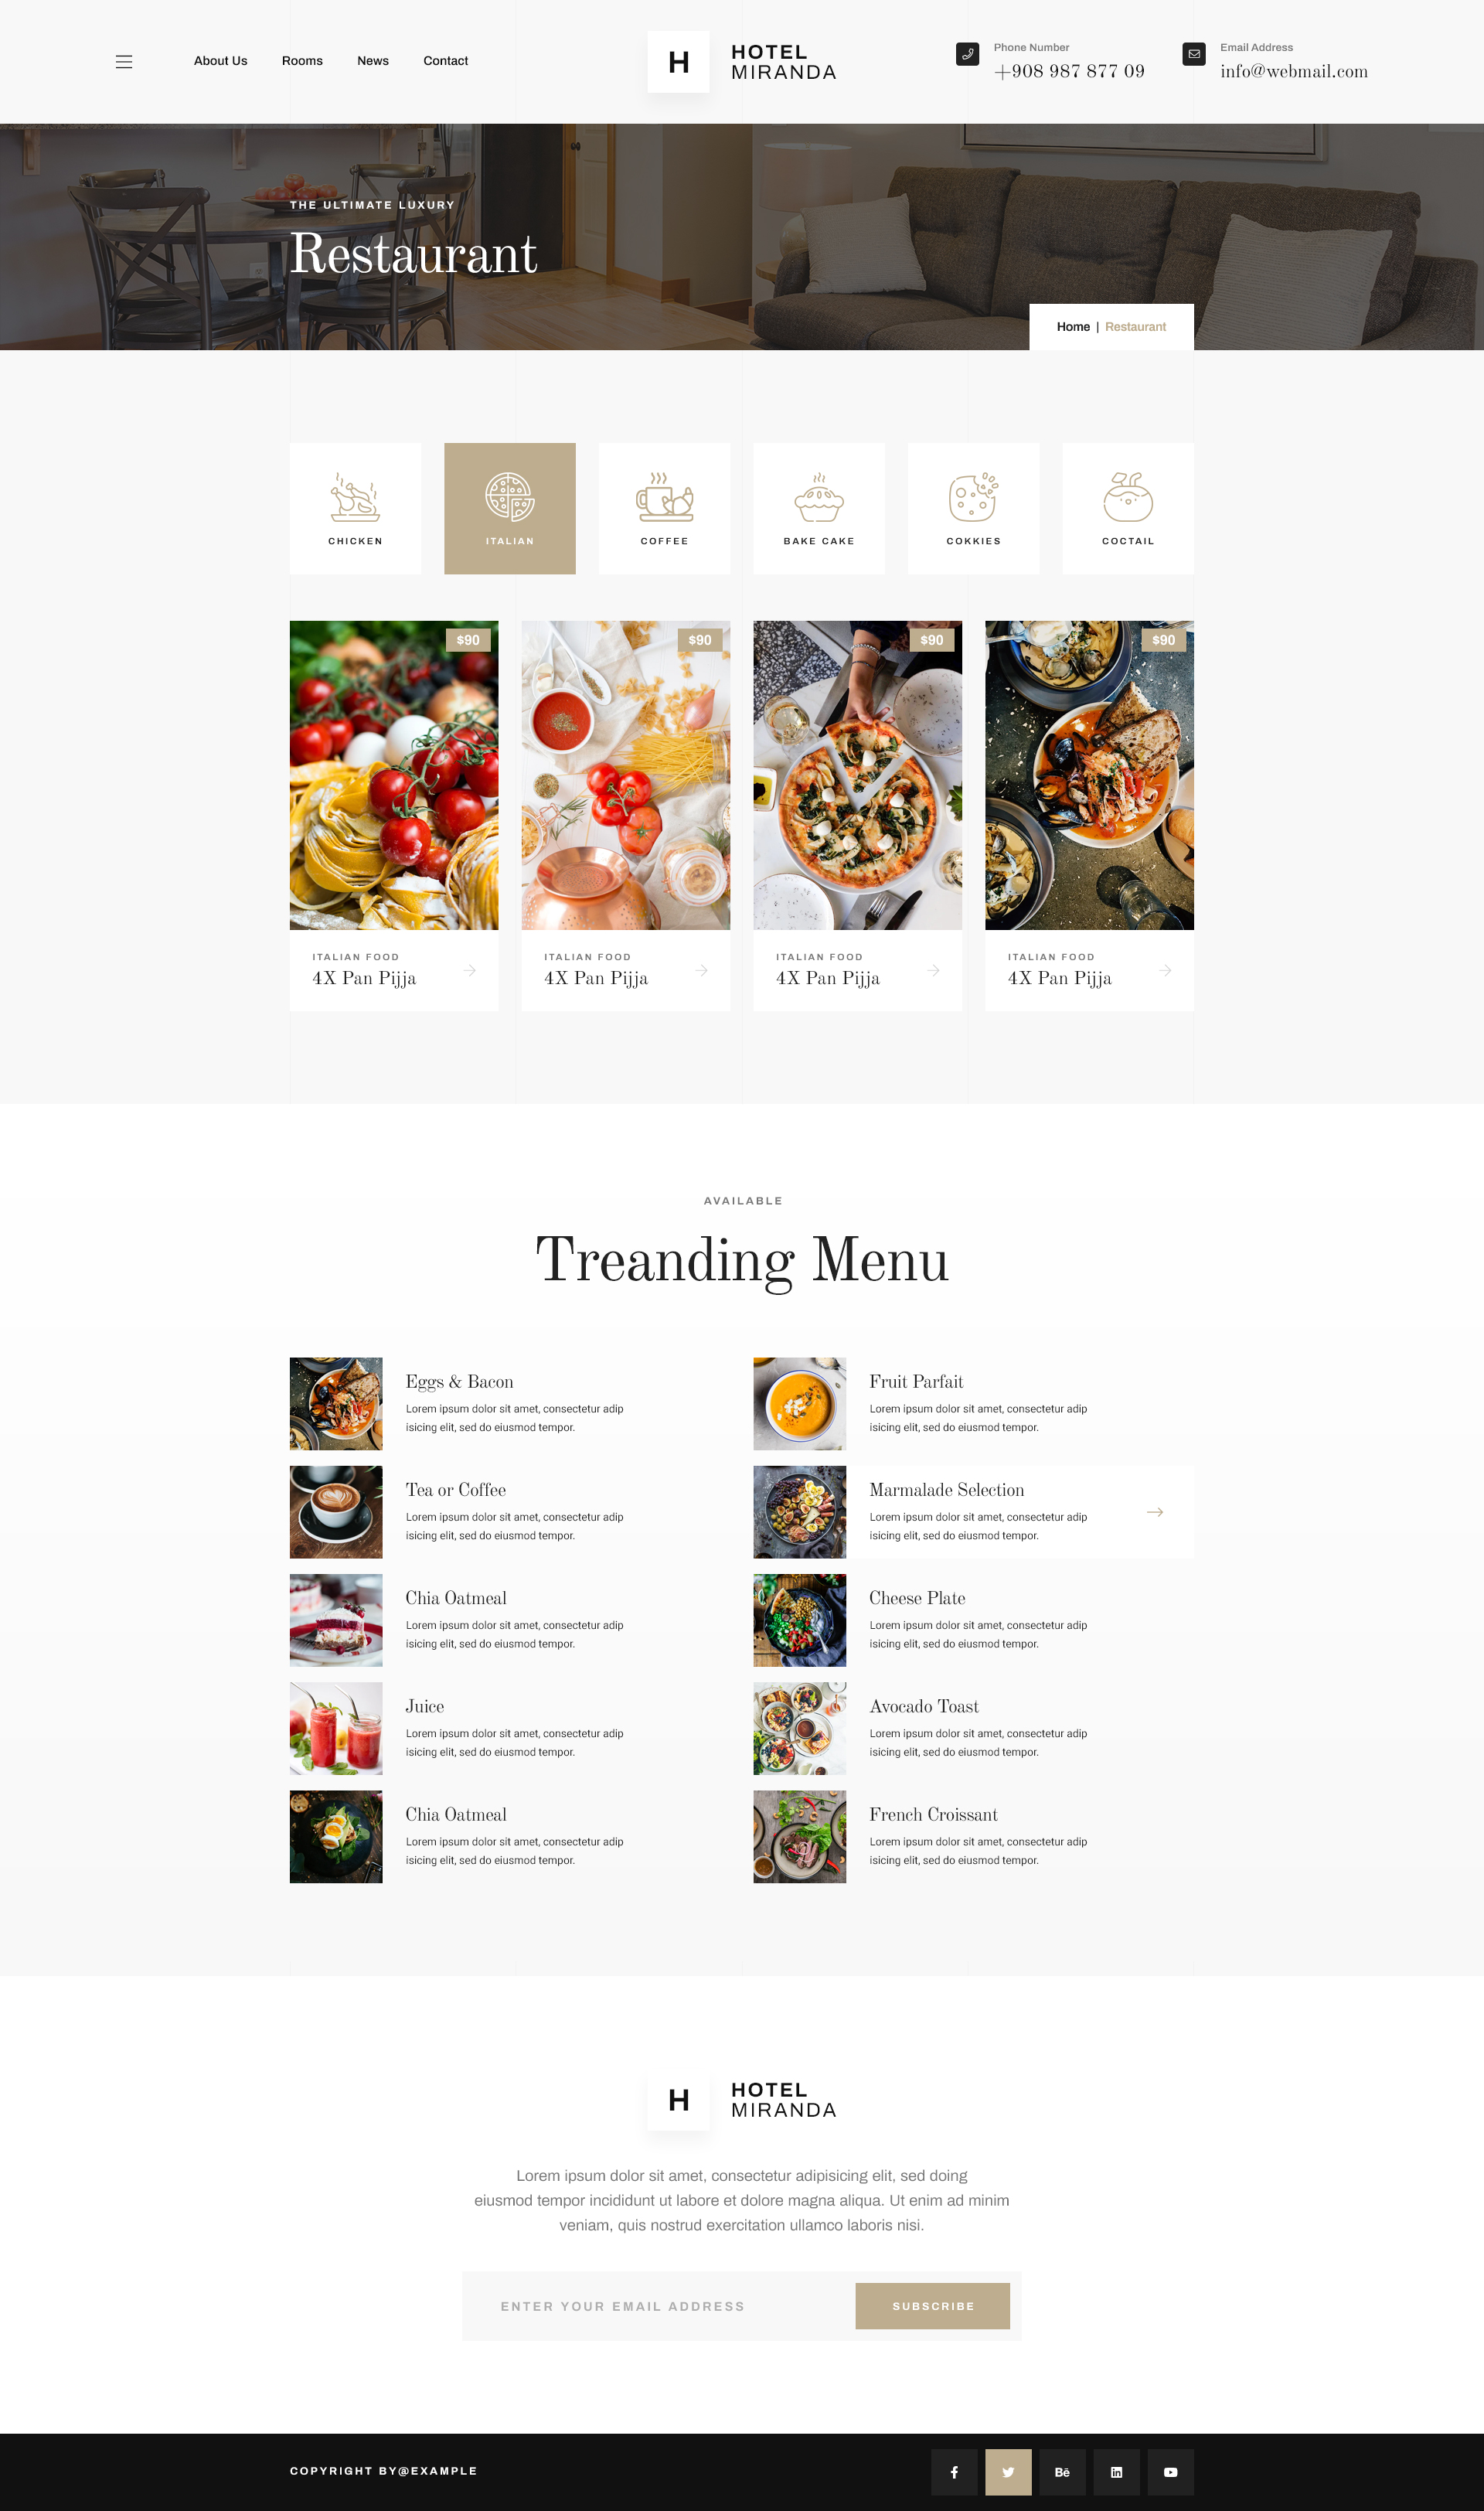 About Us
Rooms
News
Contact
H
HOTEL
MIRANDA
Phone Number
+908 987 877 09
Email Address
info@webmail.com
THE ULTIMATE LUXURY
Restaurant
Home | Restaurant
CHICKEN
ITALIAN
COFFEE
BAKE CAKE
COKKIES
COCTAIL
$90
$90
$90
$90
ITALIAN FOOD
4X Pan Pijja
ITALIAN FOOD
4X Pan Pijja
ITALIAN FOOD
4X Pan Pijja
ITALIAN FOOD
4X Pan Pijja
AVAILABLE
Treanding Menu
Eggs & Bacon
Lorem ipsum dolor sit amet, consectetur adip
isicing elit, sed do eiusmod tempor.
Fruit Parfait
Lorem ipsum dolor sit amet, consectetur adip
isicing elit, sed do eiusmod tempor.
Tea or Coffee
Lorem ipsum dolor sit amet, consectetur adip
isicing elit, sed do eiusmod tempor.
Marmalade Selection
Lorem ipsum dolor sit amet, consectetur adip
isicing elit, sed do eiusmod tempor.
Chia Oatmeal
Lorem ipsum dolor sit amet, consectetur adip
isicing elit, sed do eiusmod tempor.
Cheese Plate
Lorem ipsum dolor sit amet, consectetur adip
isicing elit, sed do eiusmod tempor.
Juice
Lorem ipsum dolor sit amet, consectetur adip
isicing elit, sed do eiusmod tempor.
Avocado Toast
Lorem ipsum dolor sit amet, consectetur adip
isicing elit, sed do eiusmod tempor.
Chia Oatmeal
Lorem ipsum dolor sit amet, consectetur adip
isicing elit, sed do eiusmod tempor.
French Croissant
Lorem ipsum dolor sit amet, consectetur adip
isicing elit, sed do eiusmod tempor.
H
HOTEL
MIRANDA
Lorem ipsum dolor sit amet, consectetur adipisicing elit, sed doing
eiusmod tempor incididunt ut labore et dolore magna aliqua. Ut enim ad minim
veniam, quis nostrud exercitation ullamco laboris nisi.
ENTER YOUR EMAIL ADDRESS
SUBSCRIBE
COPYRIGHT BY@EXAMPLE
Bē